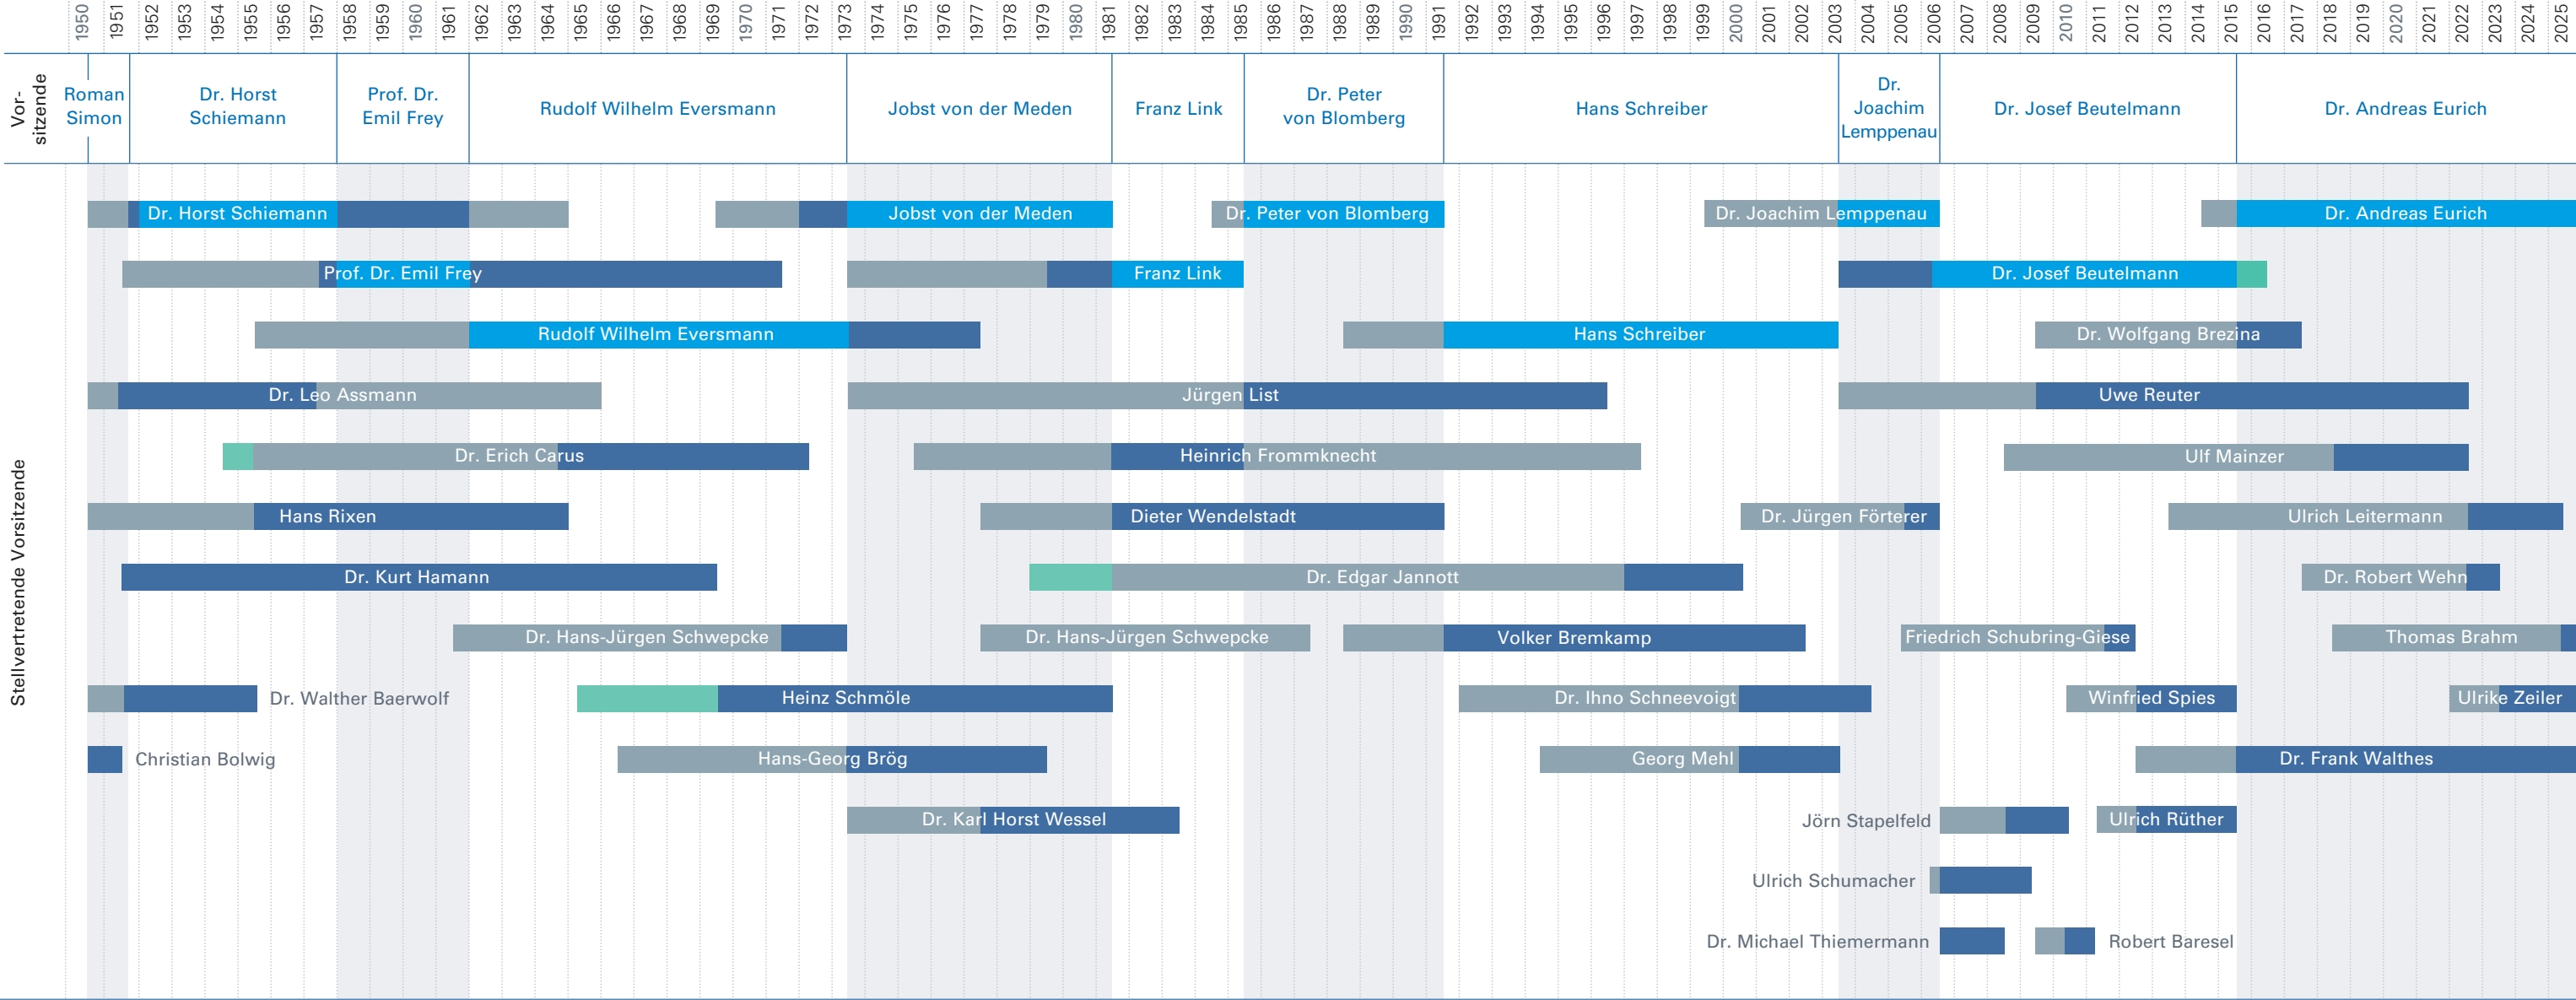 1950 1951 1952 1953 1954 1955 1956 1957 1958 1959 1960 1961 1962 1963 1964 1965 1966 1967 1968 1969 1970 1971 1972 1973 1974 1975 1976 1977 1978 1979 1980 1981 1982 1983 1984 1985 1986 1987 1988 1989 1990 1991 1992 1993 1994 1995 1996 1997 1998 1999 2000 2001 2002 2003 2004 2005 2006 2007 2008 2009 2010 2011 2012 2013 2014 2015 2016 2017 2018 2019 2020 2021 2022 2023 2024 2025
Vor-
sitzende
Roman
Simon
Dr. Horst
Schiemann
Prof. Dr.
Emil Frey
Rudolf Wilhelm Eversmann
Jobst von der Meden
Franz Link
Dr. Peter
von Blomberg
Hans Schreiber
Dr.
Joachim
Lemppenau
Dr. Josef Beutelmann
Dr. Andreas Eurich
Stellvertretende Vorsitzende
Dr. Horst Schiemann
Jobst von der Meden
Dr. Peter von Blomberg
Dr. Joachim Lemppenau
Dr. Andreas Eurich
Prof. Dr. Emil Frey
Franz Link
Dr. Josef Beutelmann
Rudolf Wilhelm Eversmann
Hans Schreiber
Dr. Wolfgang Brezina
Dr. Leo Assmann
Jürgen List
Uwe Reuter
Dr. Erich Carus
Heinrich Frommknecht
Ulf Mainzer
Hans Rixen
Dieter Wendelstadt
Dr. Jürgen Förterer
Ulrich Leitermann
Dr. Kurt Hamann
Dr. Edgar Jannott
Dr. Robert Wehn
Dr. Hans-Jürgen Schwepcke
Dr. Hans-Jürgen Schwepcke
Volker Bremkamp
Friedrich Schubring-Giese
Thomas Brahm
Dr. Walther Baerwolf
Heinz Schmöle
Dr. Ihno Schneevoigt
Winfried Spies
Ulrike Zeiler
Christian Bolwig
Hans-Georg Brög
Georg Mehl
Dr. Frank Walthes
Dr. Karl Horst Wessel
Jörn Stapelfeld
Ulrich Rüther
Ulrich Schumacher
Dr. Michael Thiemermann
Robert Baresel